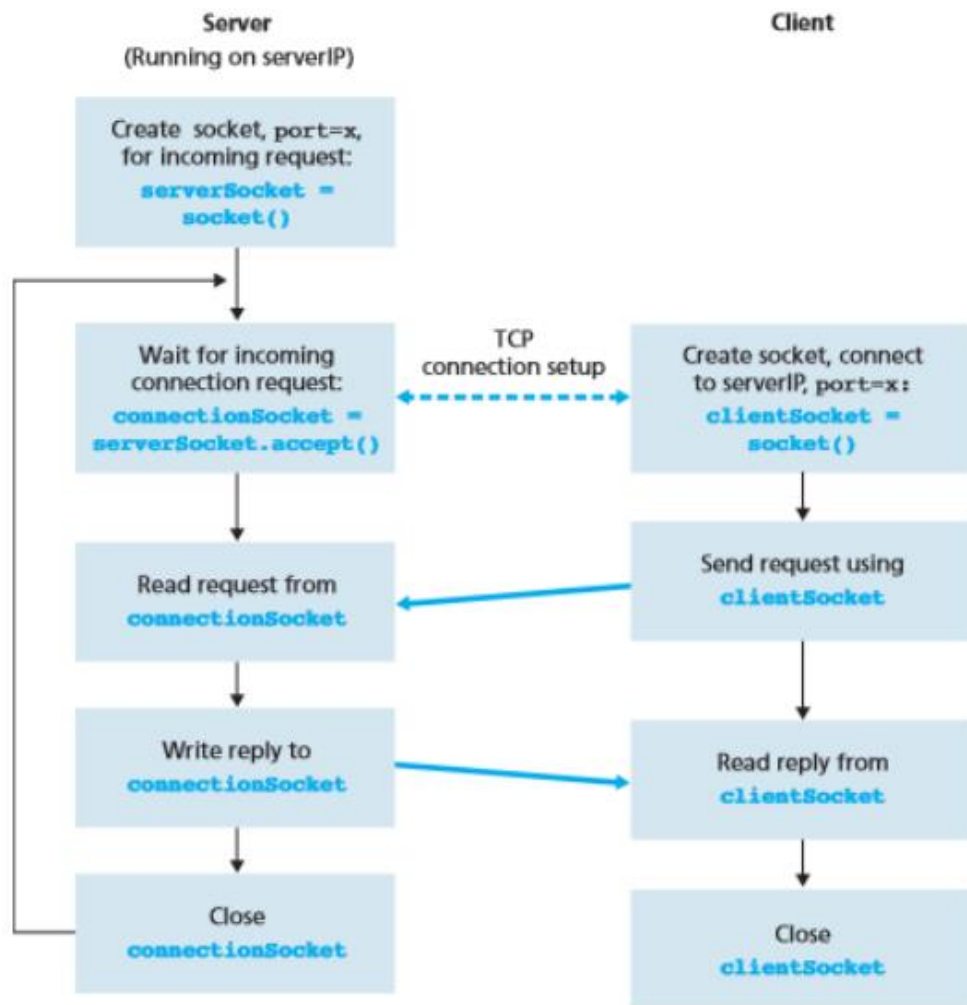 Server
(Running on serverIP)
Client
Create socket, port=x,
for incoming request:
serverSocket =
socket()
Wait for incoming
connection request:
connectionSocket =
serverSocket.accept()
TCP
connection setup
Create socket, connect
to serverIP, port=x:
clientSocket =
socket()
Read request from
connectionSocket
Send request using
clientSocket
Write reply to
connectionSocket
Read reply from
clientSocket
Close
connectionSocket
Close
clientSocket